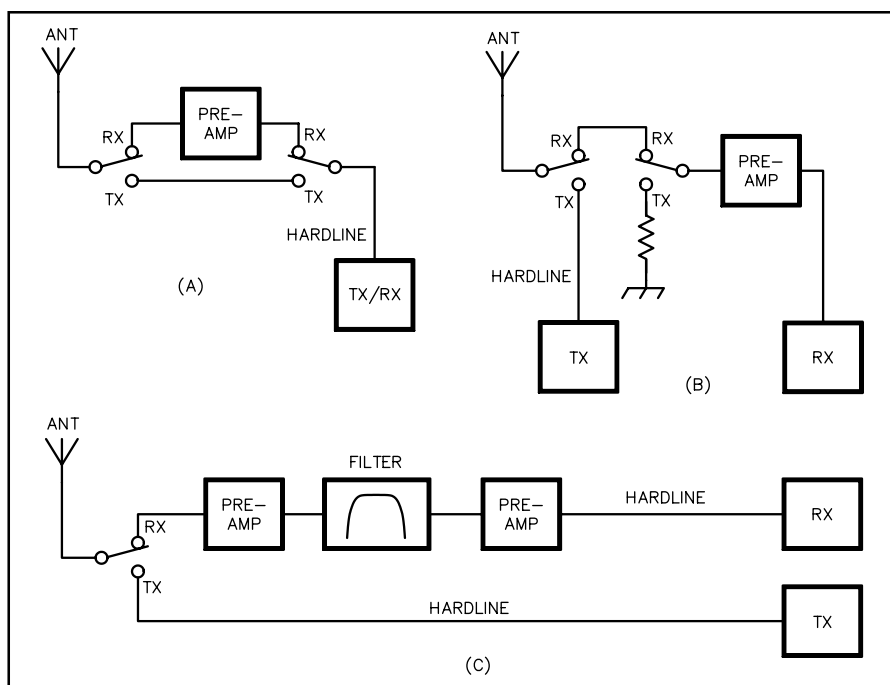 ANT
RX
PRE-
AMP
RX
TX
TX
HARDLINE
TX/RX
(A)
ANT
RX
RX
PRE-
AMP
TX
TX
HARDLINE
TX
RX
(B)
ANT
RX
PRE-
AMP
FILTER
PRE-
AMP
HARDLINE
RX
TX
HARDLINE
TX
(C)